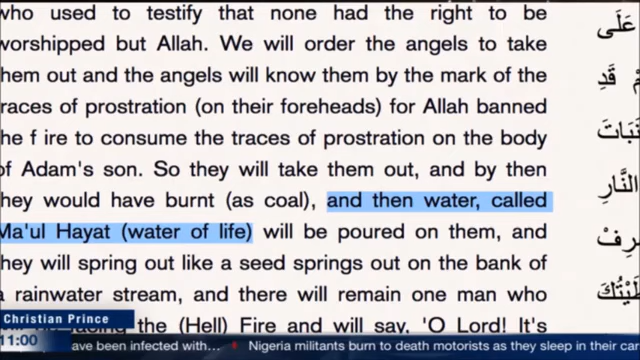 who used to testify that none had the right to be
worshipped but Allah. We will order the angels to take
them out and the angels will know them by the mark of the
traces of prostration (on their foreheads) for Allah banned
the f ire to consume the traces of prostration on the body
of Adam's son. So they will take them out, and by then
they would have burnt (as coal), and then water, called
Ma'ul Hayat (water of life) will be poured on them, and
they will spring out like a seed springs out on the bank of
a rainwater stream, and there will remain one man who
facing the (Hell) Fire and will say, 'O Lord! It's
عَلَى
قَدِ
النَّارِ
Christian Prince
11:00
ave been infected with... Nigeria militants burn to death motorists as they sleep in their ca